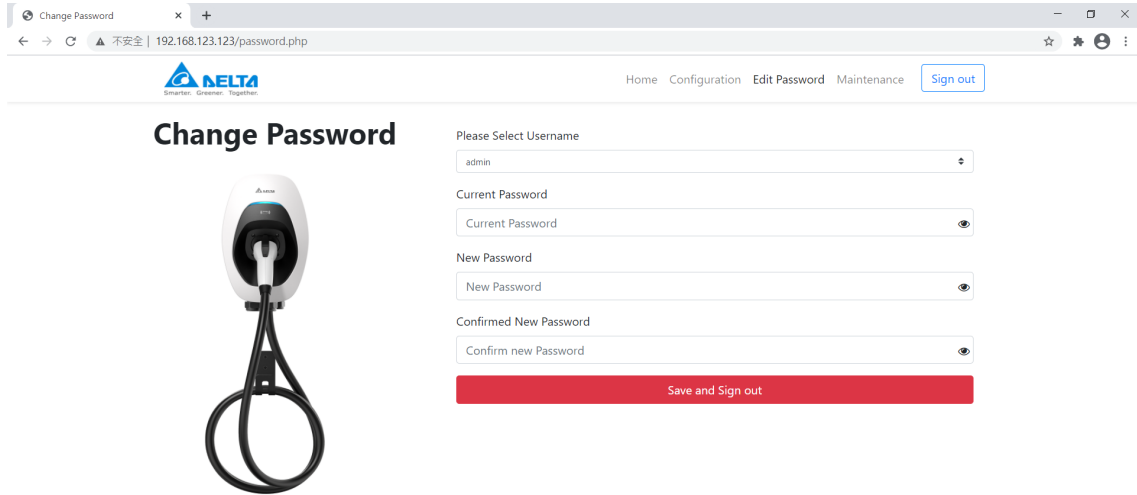 Change Password
不安全 | 192.168.123.123/password.php
DELTA
Smarter. Greener. Together.
Home Configuration Edit Password Maintenance Sign out
Change Password
Please Select Username
admin
Current Password
Current Password
New Password
New Password
Confirmed New Password
Confirm new Password
Save and Sign out